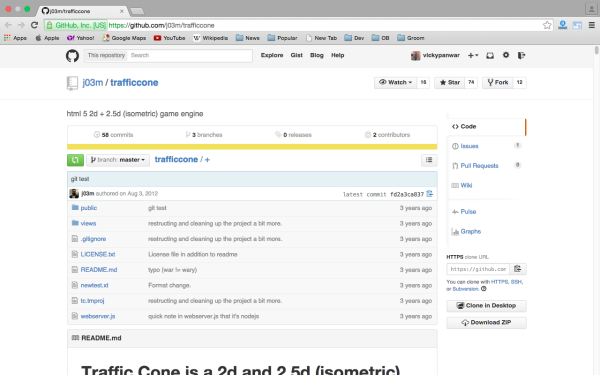 j03m/trafficcone
GitHub, Inc. [US] https://github.com/j03m/trafficcone
Apps Apple Yahoo! Google Maps YouTube Wikipedia News Popular New Tab Dev OB Groom
This repository Search Explore Gist Blog Help vickypanwar
j03m / trafficcone Watch 16 Star 74 Fork 12
html 5 2d + 2.5d (isometric) game engine
58 commits 3 branches 0 releases 2 contributors
branch: master trafficcone / +
git test
j03m authored on Aug 3, 2012 latest commit fd2a3ca037
public git test 3 years ago
views restructing and cleaning up the project a bit more. 3 years ago
.gitignore restructing and cleaning up the project a bit more. 3 years ago
LICENSE.txt License file in addition to readme 3 years ago
README.md typo (war != wary) 3 years ago
newtest.xt Format change. 3 years ago
tc.tmproj restructing and cleaning up the project a bit more. 3 years ago
webserver.js quick note in webserver.js that it's nodejs 3 years ago
README.md
Traffic Cone is a 2d and 2.5d (isometric)
Code
Issues 1
Pull Requests 0
Wiki
Pulse
Graphs
HTTPS clone URL
https://github.com
You can clone with HTTPS, SSH,
or Subversion.
Clone in Desktop
Download ZIP